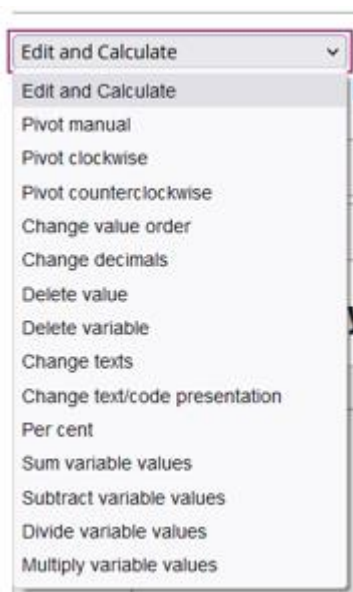 Edit and Calculate
Edit and Calculate
Pivot manual
Pivot clockwise
Pivot counterclockwise
Change value order
Change decimals
Delete value
Delete variable
Change texts
Change text/code presentation
Per cent
Sum variable values
Subtract variable values
Divide variable values
Multiply variable values